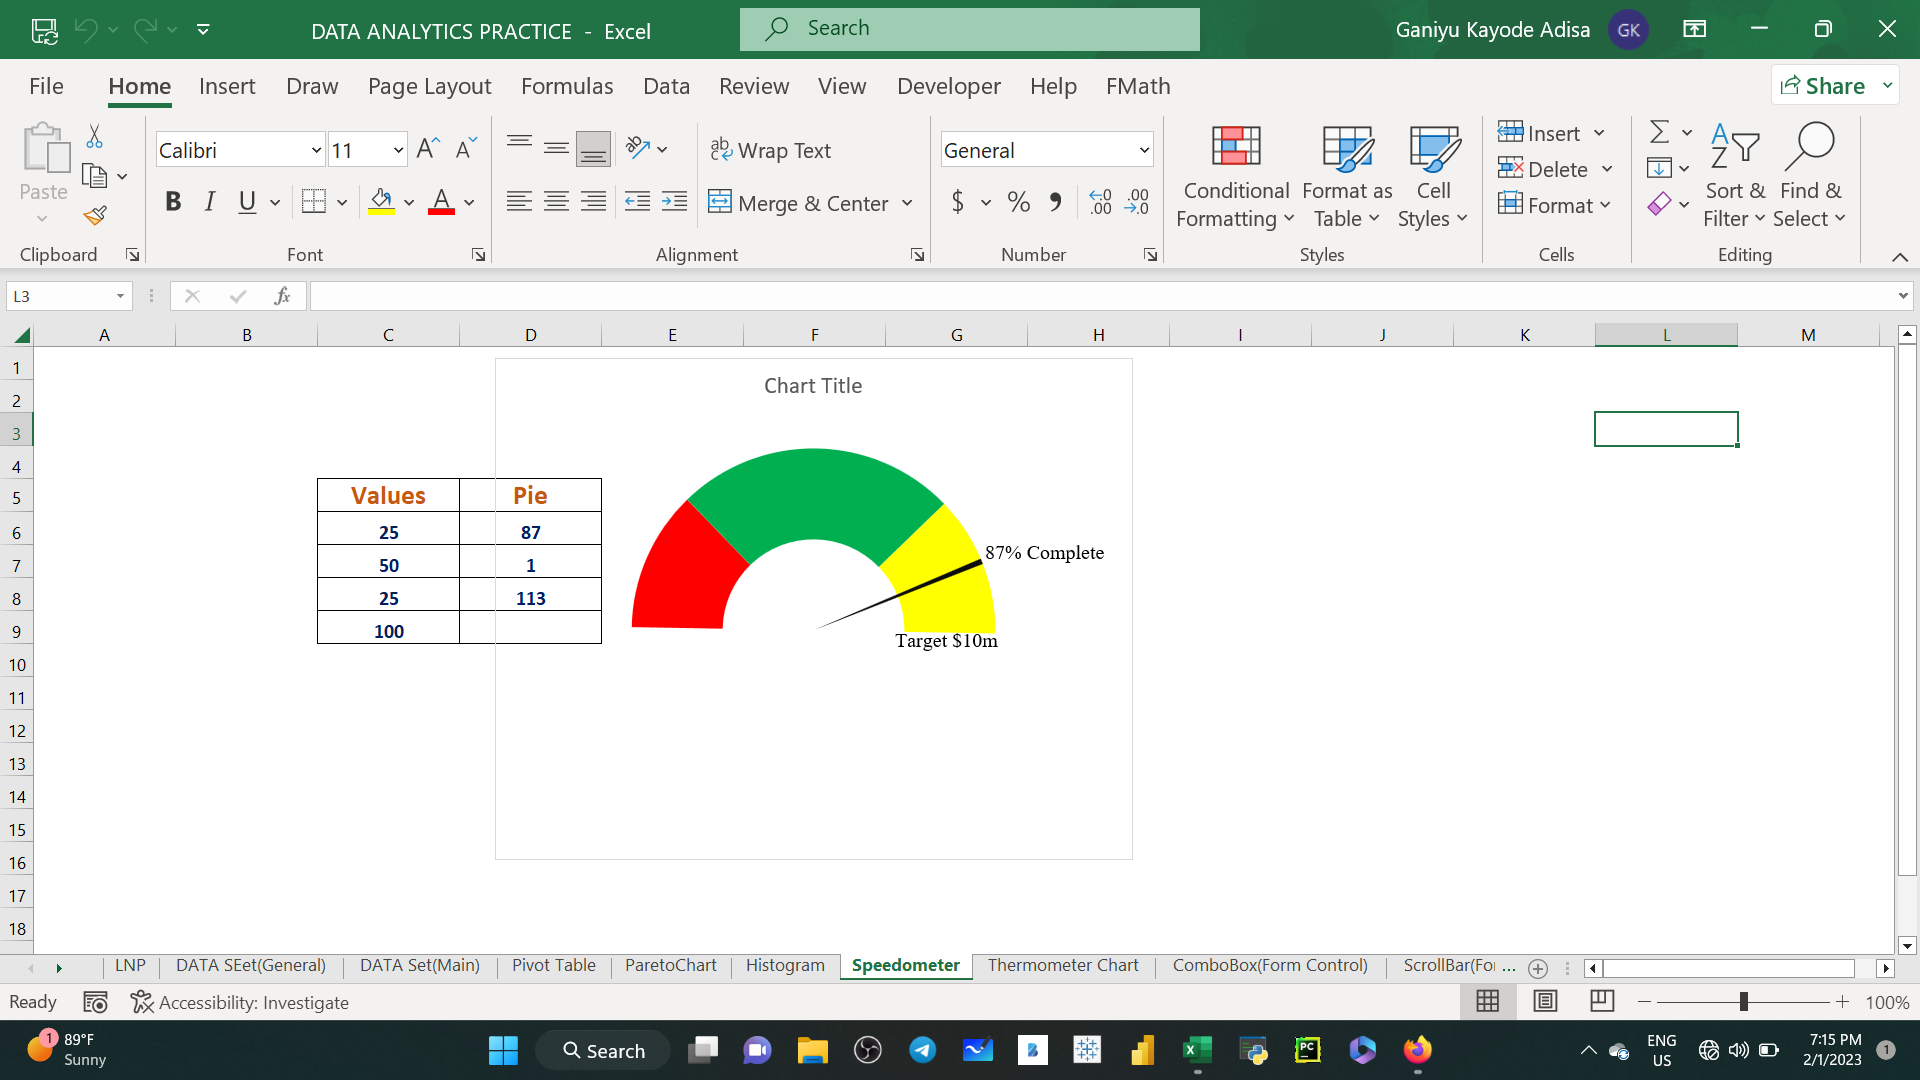 DATA ANALYTICS PRACTICE - Excel
Search
Ganiyu Kayode Adisa
GK
File Home Insert Draw Page Layout Formulas Data Review View Developer Help FMath
Share
Paste
Calibri
11
B I U
Wrap Text
Merge & Center
General
$ % ,
Conditional Formatting
Format as Table
Cell Styles
Insert
Delete
Format
Sort & Filter
Find & Select
Clipboard Font Alignment Number Styles Cells Editing
L3
fx
A B C D E F G H I J K L M
1
2
3
4
5
6
7
8
9
10
11
12
13
14
15
16
17
18
Values Pie
25 87
50 1
25 113
100
Chart Title
87% Complete
Target $10m
LNP DATA SEet(General) DATA Set(Main) Pivot Table ParetoChart Histogram Speedometer Thermometer Chart ComboBox(Form Control) ScrollBar(For ...
Ready
Accessibility: Investigate
100%
1
89°F
Sunny
Search
ENG
US
7:15 PM
2/1/2023
1